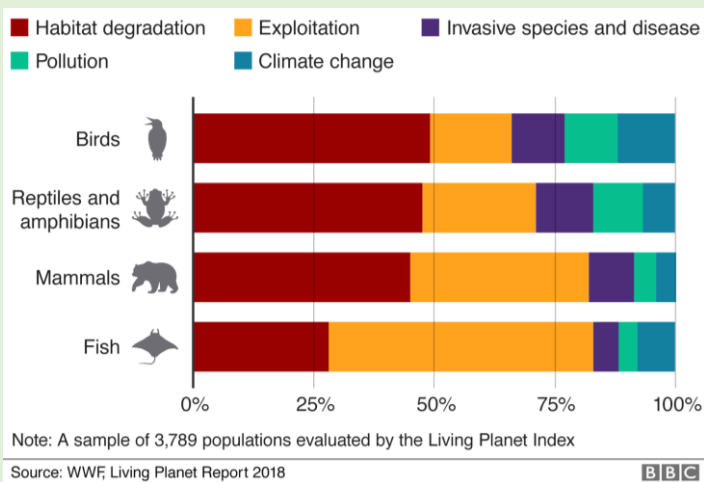 Habitat degradation Exploitation Invasive species and disease
Pollution Climate change
Birds
Reptiles and
amphibians
Mammals
Fish
0% 25% 50% 75% 100%
Note: A sample of 3,789 populations evaluated by the Living Planet Index
Source: WWF, Living Planet Report 2018 BBC